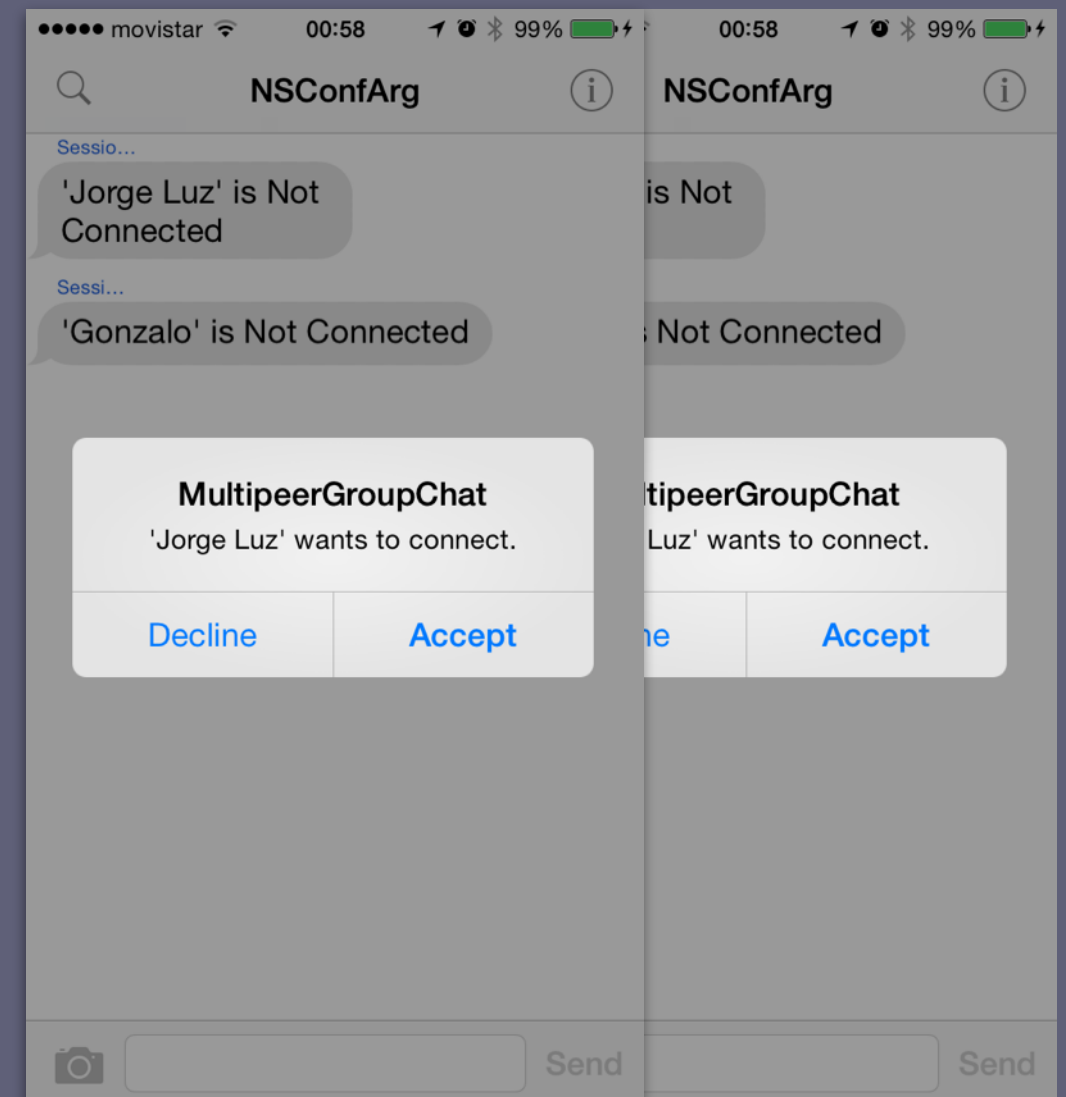 movistar 00:58 99%
NSConfArg
Sessio...
'Jorge Luz' is Not
Connected
Sessi...
'Gonzalo' is Not Connected
MultipeerGroupChat
'Jorge Luz' wants to connect.
Decline Accept
Send
00:58 99%
NSConfArg
is Not
Not Connected
ltipeerGroupChat
Luz' wants to connect.
ne Accept
Send